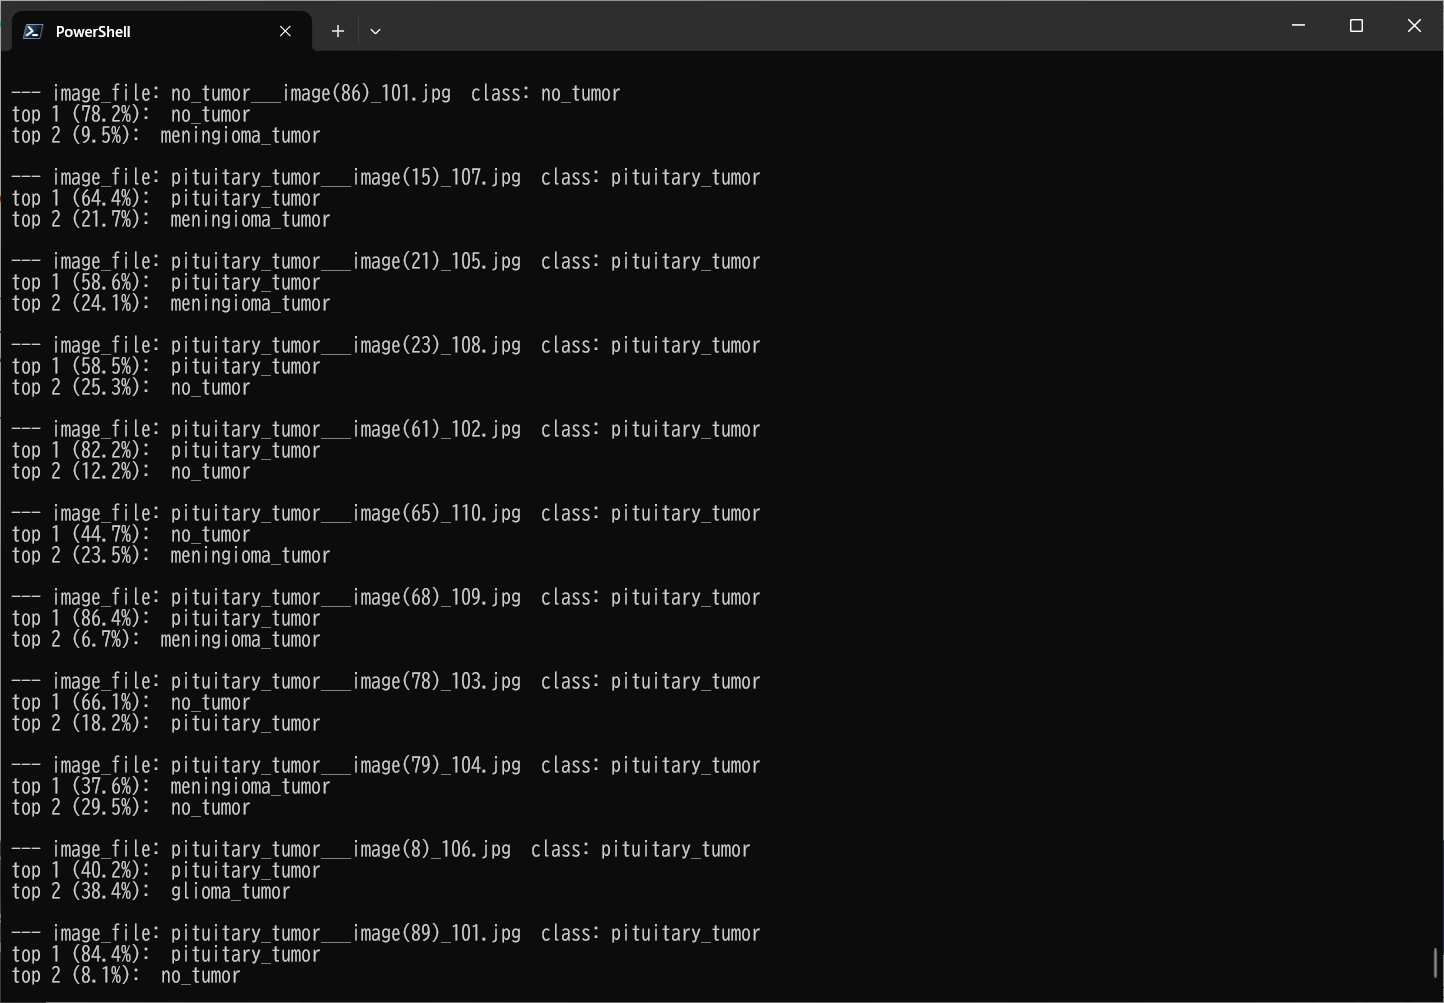 PowerShell
--- image_file: no_tumor___image(86)_101.jpg  class: no_tumor
top 1 (78.2%):  no_tumor
top 2 (9.5%):  meningioma_tumor
--- image_file: pituitary_tumor___image(15)_107.jpg  class: pituitary_tumor
top 1 (64.4%):  pituitary_tumor
top 2 (21.7%):  meningioma_tumor
--- image_file: pituitary_tumor___image(21)_105.jpg  class: pituitary_tumor
top 1 (58.6%):  pituitary_tumor
top 2 (24.1%):  meningioma_tumor
--- image_file: pituitary_tumor___image(23)_108.jpg  class: pituitary_tumor
top 1 (58.5%):  pituitary_tumor
top 2 (25.3%):  no_tumor
--- image_file: pituitary_tumor___image(61)_102.jpg  class: pituitary_tumor
top 1 (82.2%):  pituitary_tumor
top 2 (12.2%):  no_tumor
--- image_file: pituitary_tumor___image(65)_110.jpg  class: pituitary_tumor
top 1 (44.7%):  no_tumor
top 2 (23.5%):  meningioma_tumor
--- image_file: pituitary_tumor___image(68)_109.jpg  class: pituitary_tumor
top 1 (86.4%):  pituitary_tumor
top 2 (6.7%):  meningioma_tumor
--- image_file: pituitary_tumor___image(78)_103.jpg  class: pituitary_tumor
top 1 (66.1%):  no_tumor
top 2 (18.2%):  pituitary_tumor
--- image_file: pituitary_tumor___image(79)_104.jpg  class: pituitary_tumor
top 1 (37.6%):  meningioma_tumor
top 2 (29.5%):  no_tumor
--- image_file: pituitary_tumor___image(8)_106.jpg  class: pituitary_tumor
top 1 (40.2%):  pituitary_tumor
top 2 (38.4%):  glioma_tumor
--- image_file: pituitary_tumor___image(89)_101.jpg  class: pituitary_tumor
top 1 (84.4%):  pituitary_tumor
top 2 (8.1%):  no_tumor